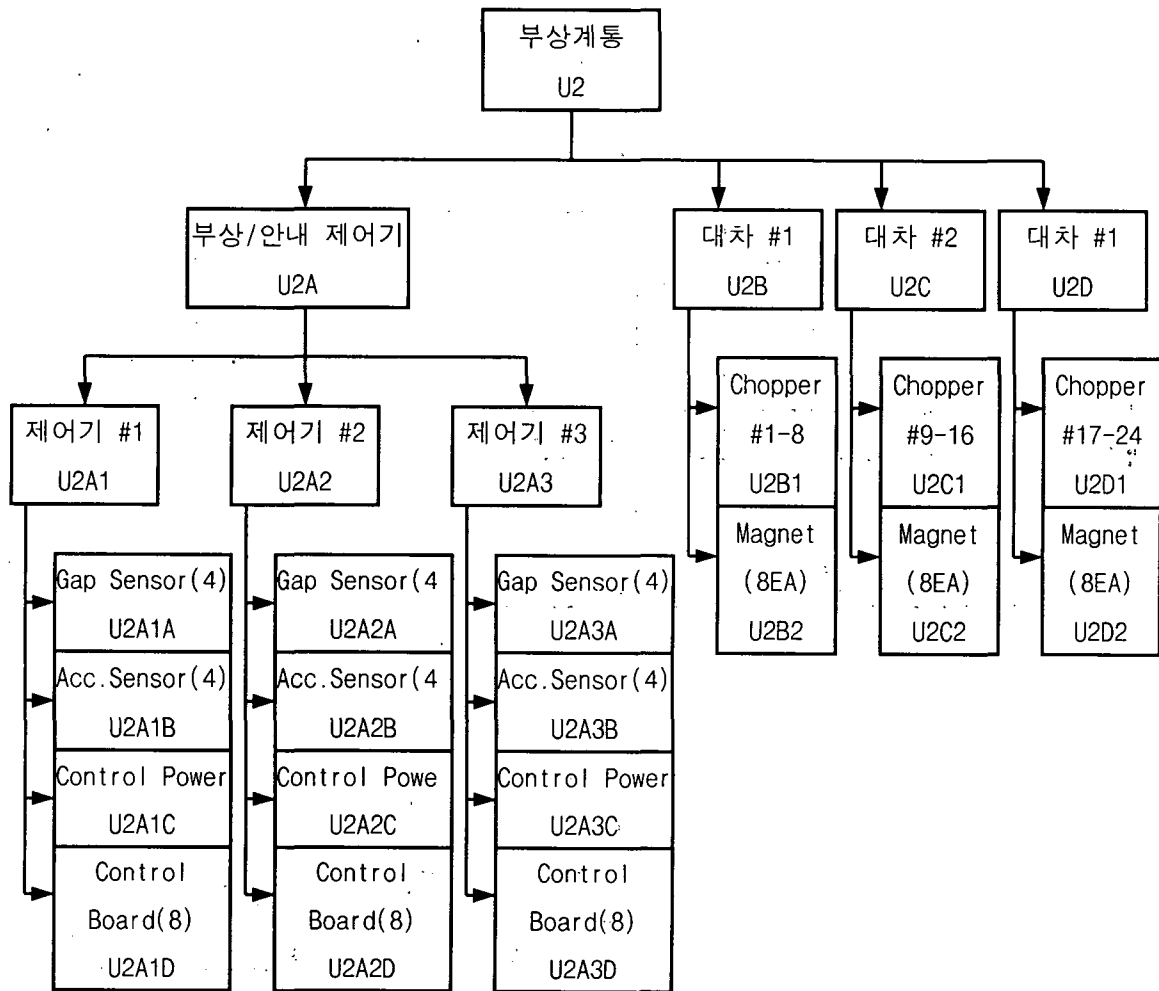 부상계통
U2
부상/안내 제어기
U2A
대차 #1
U2B
대차 #2
U2C
대차 #1
U2D
제어기 #1
U2A1
제어기 #2
U2A2
제어기 #3
U2A3
Gap Sensor(4)
U2A1A
Acc.Sensor(4)
U2A1B
Control Power
U2A1C
Control
Board(8)
U2A1D
Gap Sensor(4
U2A2A
Acc.Sensor(4
U2A2B
Control Powe
U2A2C
Control
Board(8)
U2A2D
Gap Sensor(4)
U2A3A
Acc.Sensor(4)
U2A3B
Control Power
U2A3C
Control
Board(8)
U2A3D
Chopper
#1-8
U2B1
Magnet
(8EA)
U2B2
Chopper
#9-16
U2C1
Magnet
(8EA)
U2C2
Chopper
#17-24
U2D1
Magnet
(8EA)
U2D2